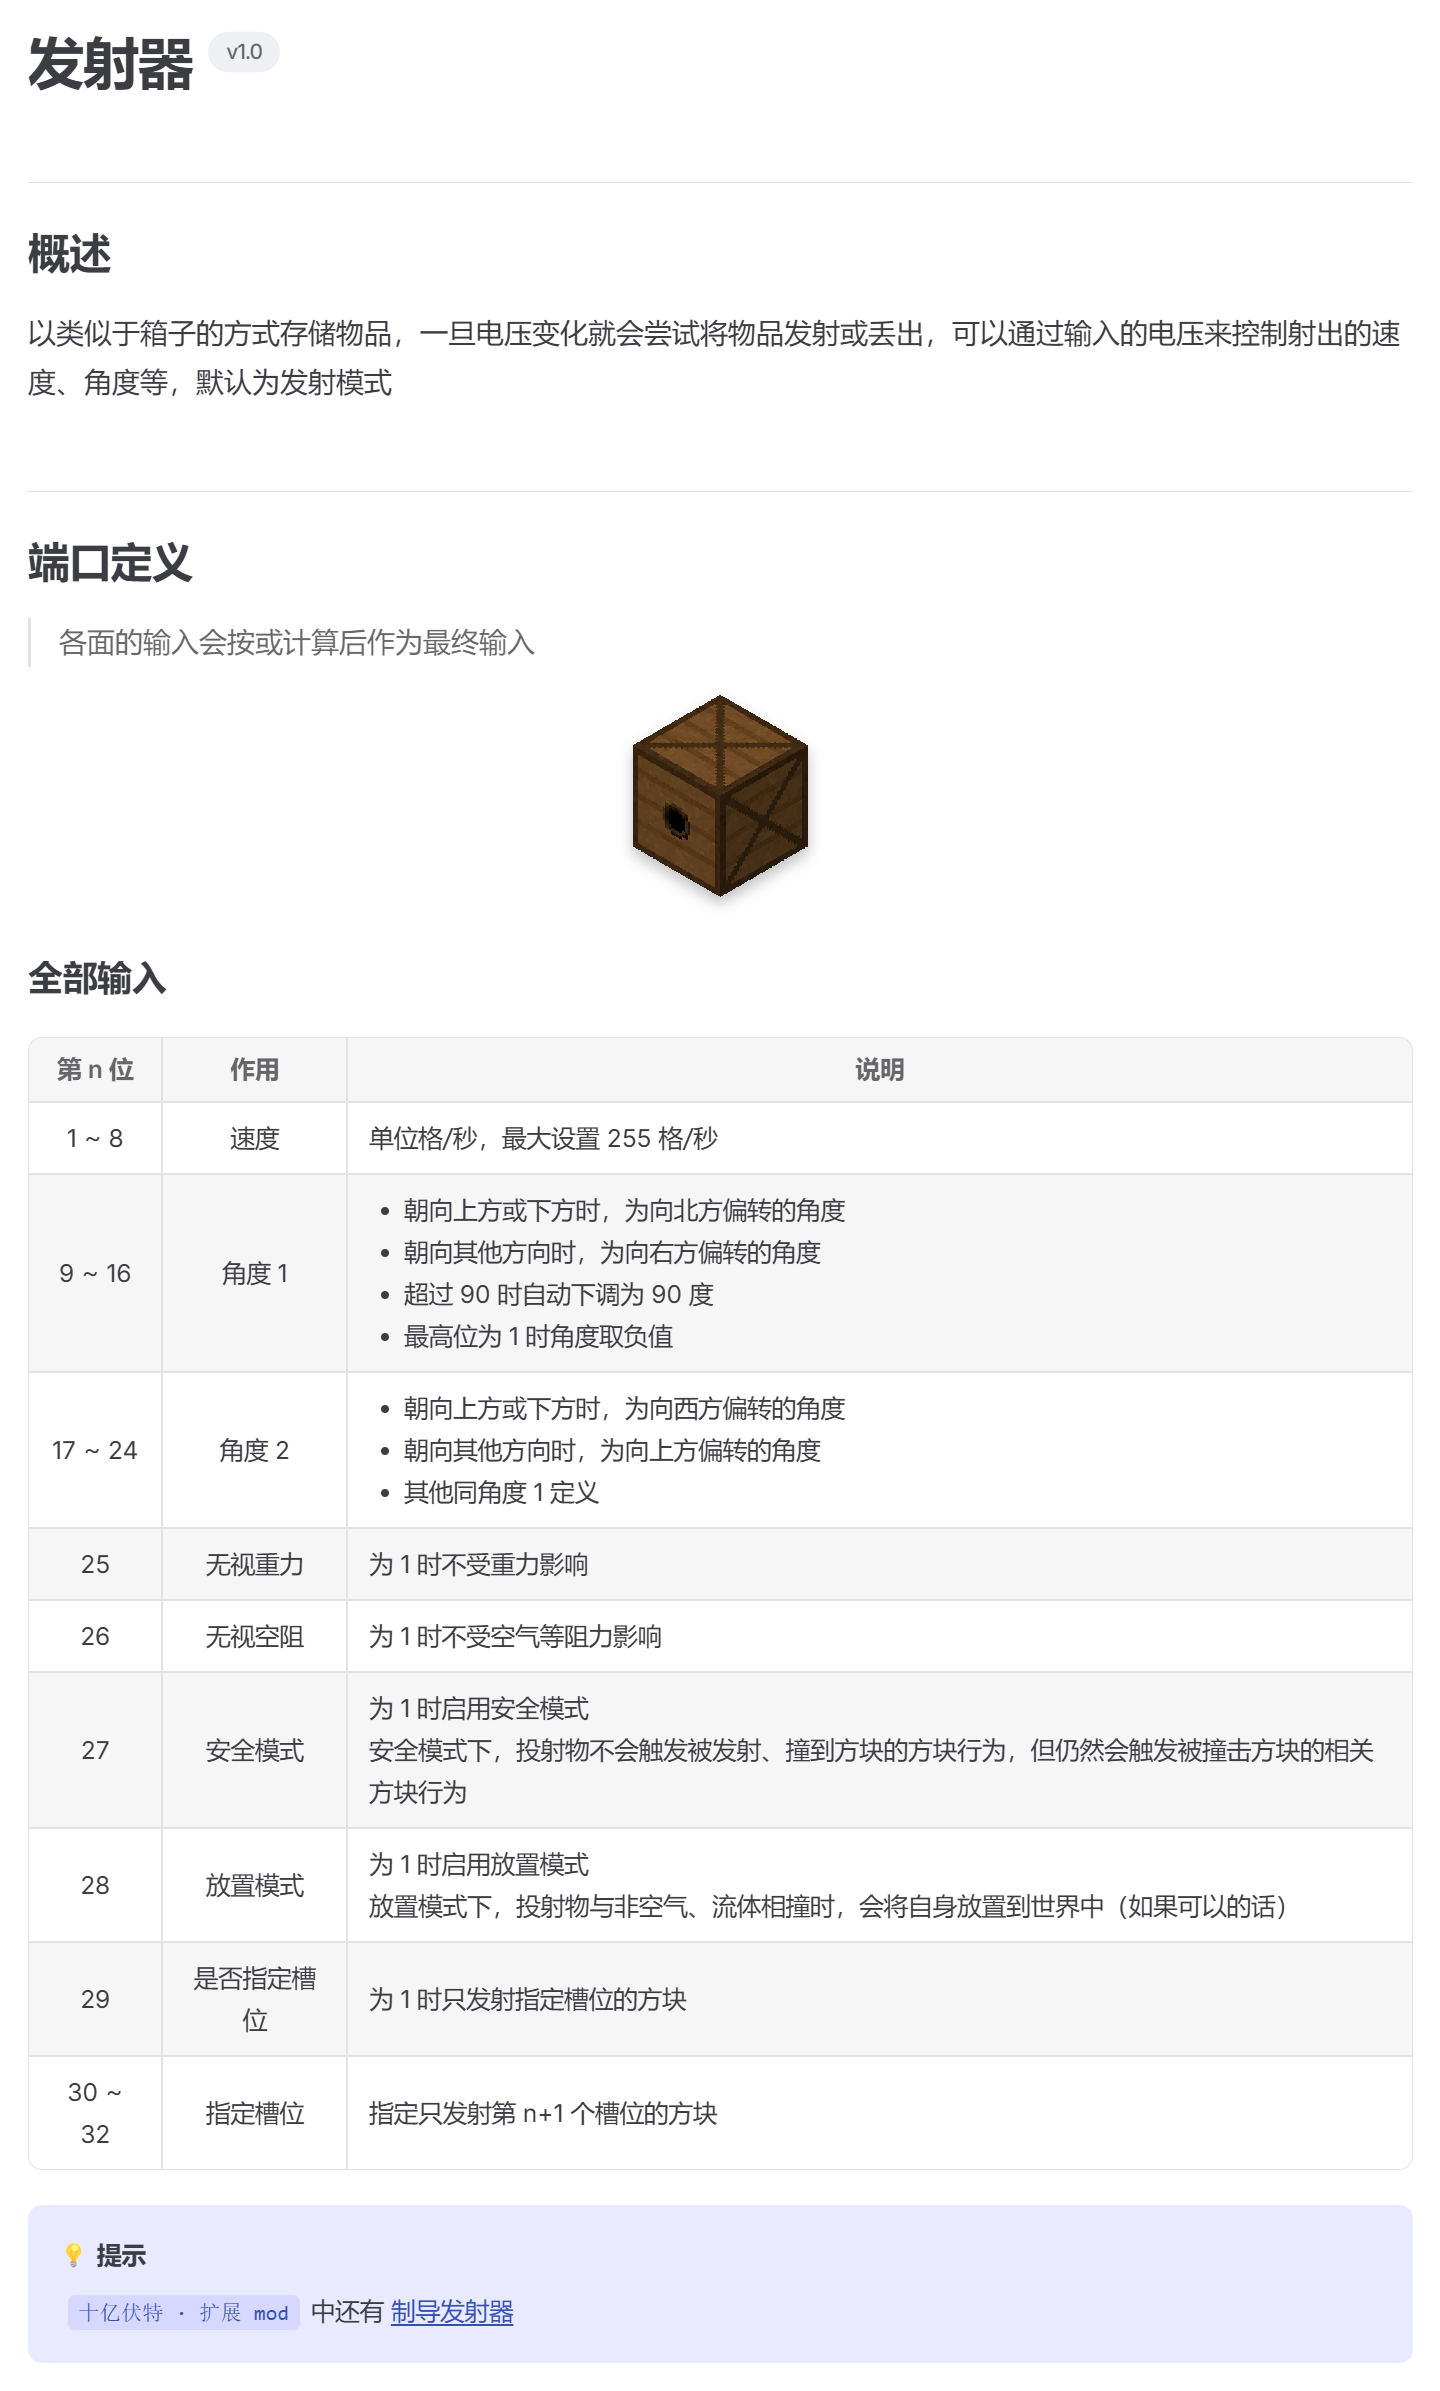 发射器 v1.0
概述
以类似于箱子的方式存储物品，一旦电压变化就会尝试将物品发射或丢出，可以通过输入的电压来控制射出的速
度、角度等，默认为发射模式
端口定义
各面的输入会按或计算后作为最终输入
全部输入
第 n 位 作用 说明
1 ~ 8 速度 单位格/秒，最大设置 255 格/秒
9 ~ 16 角度 1
• 朝向上方或下方时，为向北方偏转的角度
• 朝向其他方向时，为向右方偏转的角度
• 超过 90 时自动下调为 90 度
• 最高位为 1 时角度取负值
17 ~ 24 角度 2
• 朝向上方或下方时，为向西方偏转的角度
• 朝向其他方向时，为向上方偏转的角度
• 其他同角度 1 定义
25 无视重力 为 1 时不受重力影响
26 无视空阻 为 1 时不受空气等阻力影响
27 安全模式
为 1 时启用安全模式
安全模式下，投射物不会触发被发射、撞到方块的方块行为，但仍然会触发被撞击方块的相关
方块行为
28 放置模式
为 1 时启用放置模式
放置模式下，投射物与非空气、流体相撞时，会将自身放置到世界中（如果可以的话）
29
是否指定槽
位
为 1 时只发射指定槽位的方块
30 ~
32
指定槽位
指定只发射第 n+1 个槽位的方块
💡 提示
十亿伏特 · 扩展 mod 中还有 制导发射器